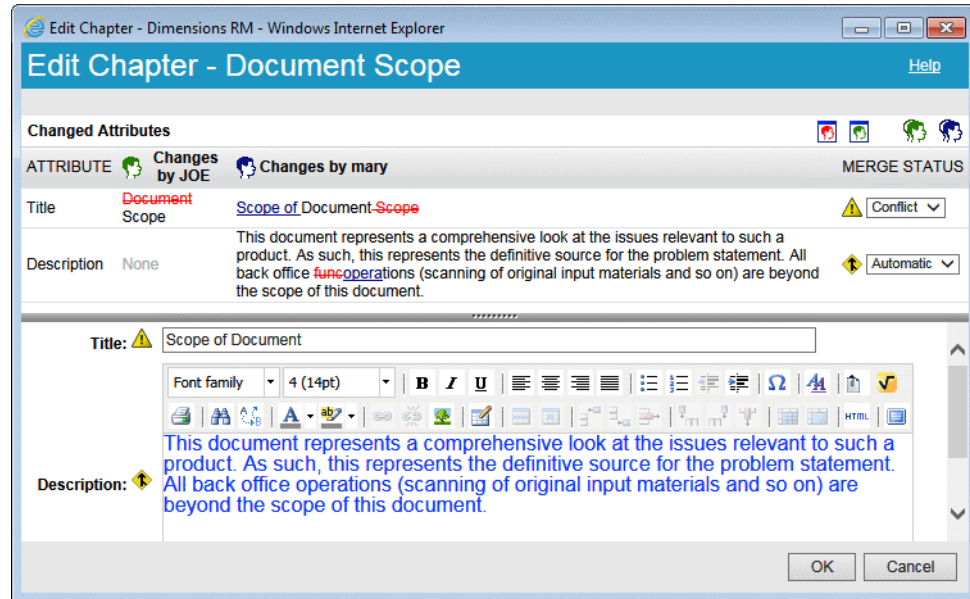 Edit Chapter - Dimensions RM - Windows Internet Explorer
Edit Chapter - Document Scope
Help
Changed Attributes
ATTRIBUTE Changes by JOE Changes by mary MERGE STATUS
Title Document Scope Scope of Document Scope Conflict
Description None This document represents a comprehensive look at the issues relevant to such a
product. As such, this represents the definitive source for the problem statement. All
back office funcoperations (scanning of original input materials and so on) are beyond
the scope of this document.
Automatic
Title: Scope of Document
Font family 4 (14pt) B I U Ω A
A ab HTML
Description:
This document represents a comprehensive look at the issues relevant to such a
product. As such, this represents the definitive source for the problem statement.
All back office operations (scanning of original input materials and so on) are
beyond the scope of this document.
OK Cancel